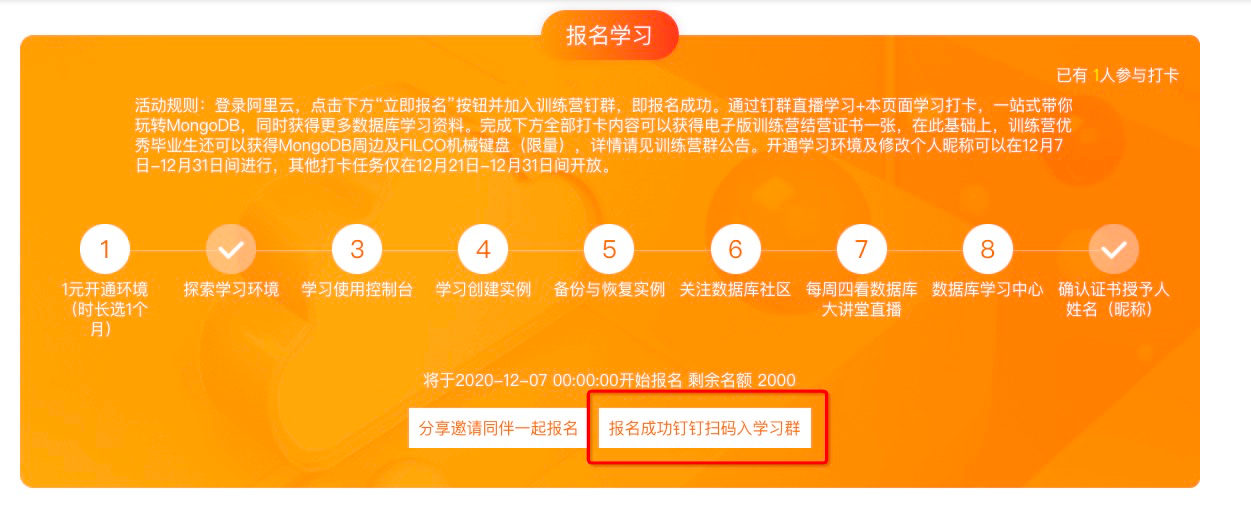 报名学习
已有 1人参与打卡
活动规则：登录阿里云，点击下方“立即报名”按钮并加入训练营钉群，即报名成功。通过钉群直播学习+本页面学习打卡，一站式带你
玩转MongoDB，同时获得更多数据库学习资料。完成下方全部打卡内容可以获得电子版训练营结营证书一张，在此基础上，训练营优
秀毕业生还可以获得MongoDB周边及FILCO机械键盘（限量），详情请见训练营群公告。开通学习环境及修改个人昵称可以在12月7
日-12月31日间进行，其他打卡任务仅在12月21日-12月31日间开放。
1
3
4
5
6
7
8
1元开通环境
（时长选1个
月）
探索学习环境
学习使用控制台
学习创建实例
备份与恢复实例
关注数据库社区
每周四看数据库
大讲堂直播
数据库学习中心
确认证书授予人
姓名（昵称）
将于2020-12-07 00:00:00开始报名 剩余名额 2000
分享邀请同伴一起报名
报名成功钉钉扫码入学习群